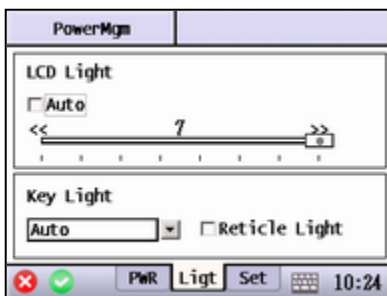 PowerMgm
LCD Light
Auto
<< 7 >>
Key Light
Auto Reticle Light
PWR Ligt Set 10:24